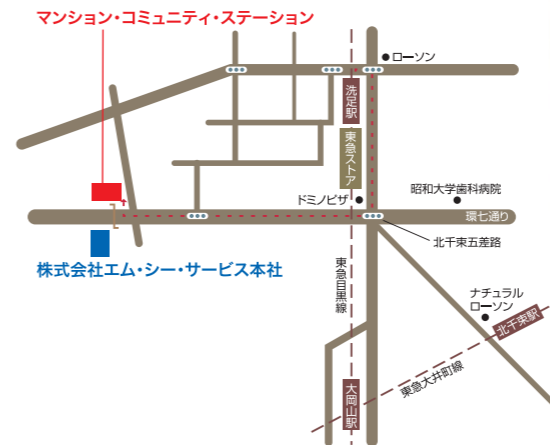 マンション・コミュニティ・ステーション
ローソン
洗足駅
東急ストア
ドミノピザ
昭和大学歯科病院
環七通り
北千束五差路
株式会社エム・シー・サービス本社
東急目黒線
ナチュラル
ローソン
北千束駅
東急大井町線
大岡山駅